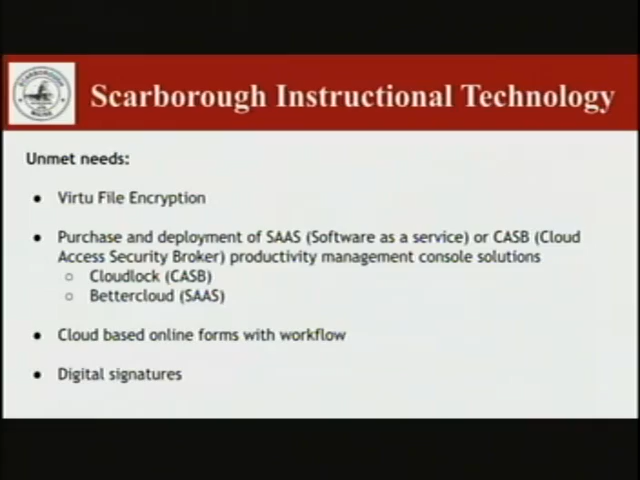 SCARBOROUGH
MAINE
Scarborough Instructional Technology
Unmet needs:
● Virtu File Encryption
● Purchase and deployment of SAAS (Software as a service) or CASB (Cloud
Access Security Broker) productivity management console solutions
○ Cloudlock (CASB)
○ Bettercloud (SAAS)
● Cloud based online forms with workflow
● Digital signatures